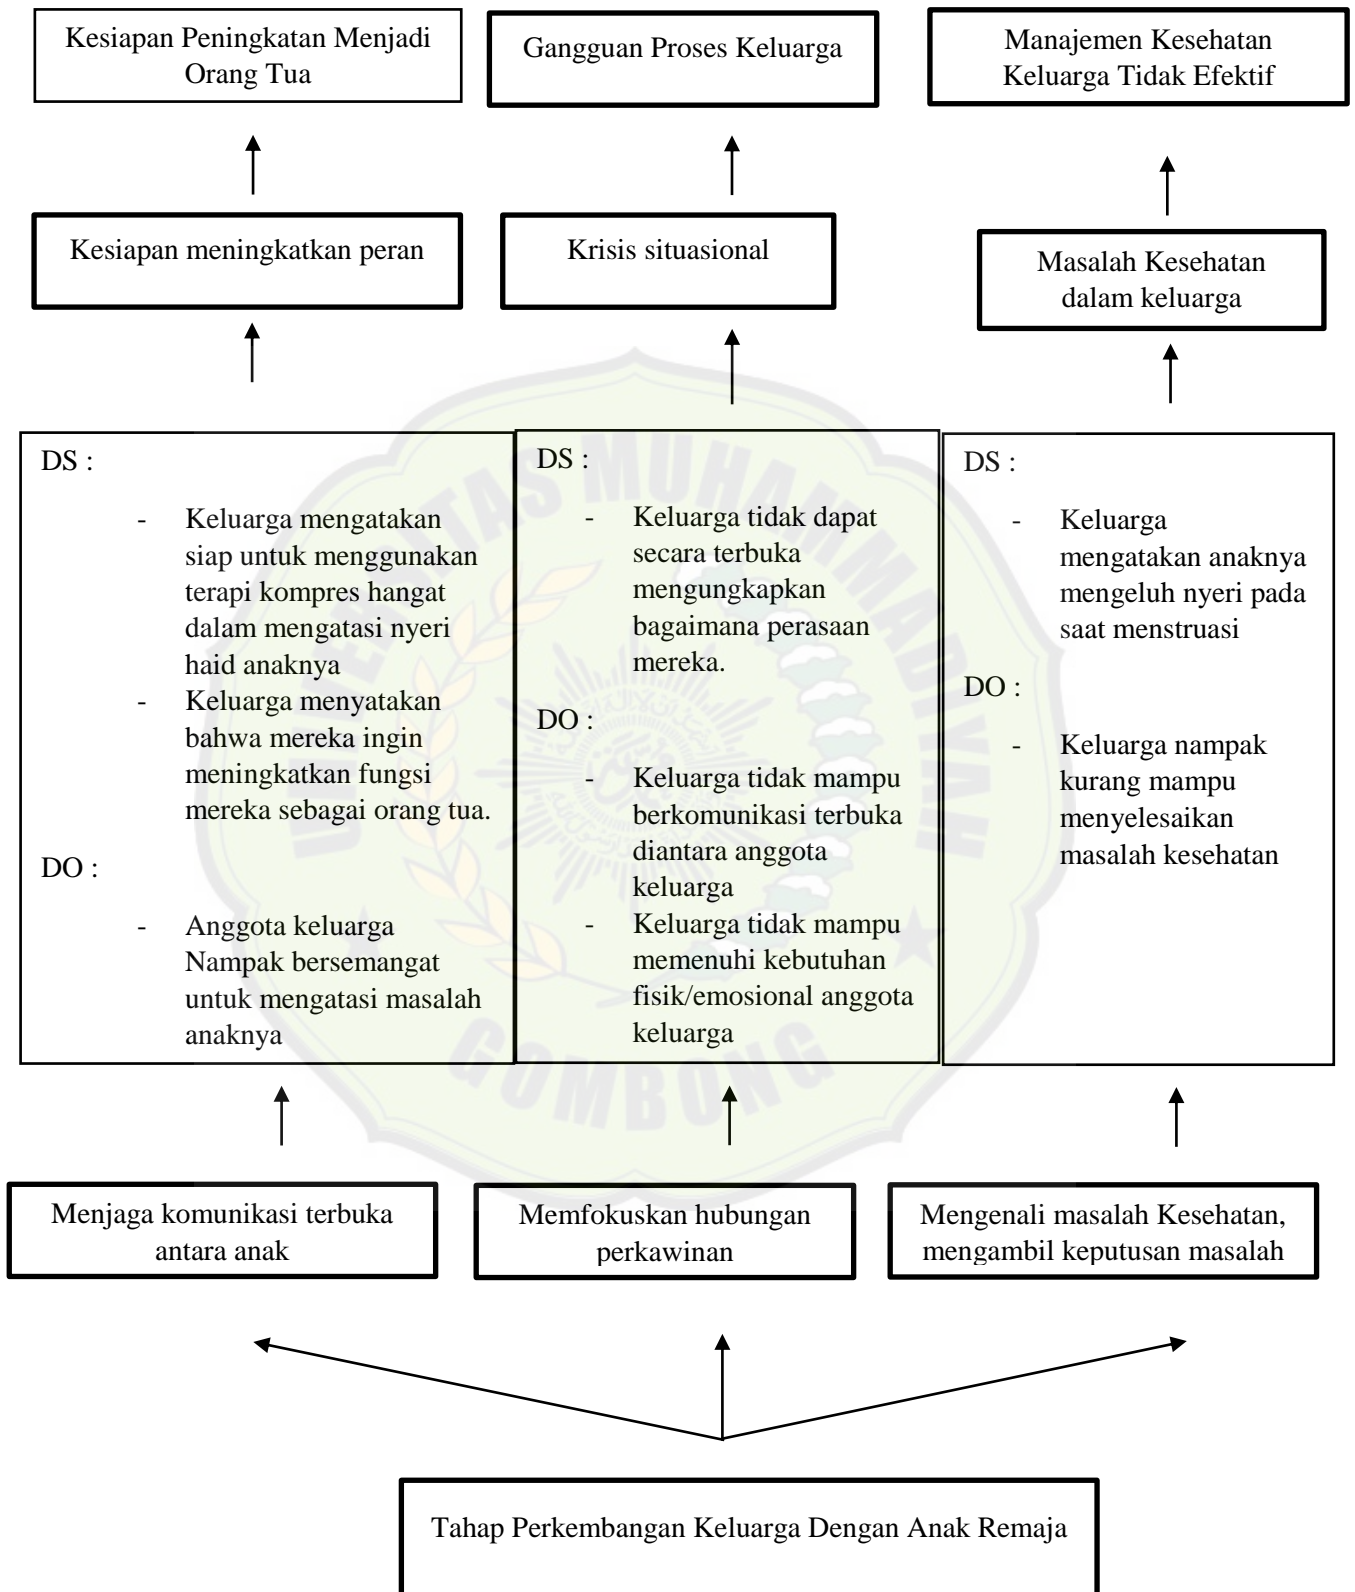 Kesiapan Peningkatan Menjadi
Orang Tua
Gangguan Proses Keluarga
Manajemen Kesehatan
Keluarga Tidak Efektif
Kesiapan meningkatkan peran
Krisis situasional
Masalah Kesehatan
dalam keluarga
DS :
- Keluarga mengatakan
siap untuk menggunakan
terapi kompres hangat
dalam mengatasi nyeri
haid anaknya
- Keluarga menyatakan
bahwa mereka ingin
meningkatkan fungsi
mereka sebagai orang tua.
DO :
- Anggota keluarga
Nampak bersemangat
untuk mengatasi masalah
anaknya
DS :
- Keluarga tidak dapat
secara terbuka
mengungkapkan
bagaimana perasaan
mereka.
DO :
- Keluarga tidak mampu
berkomunikasi terbuka
diantara anggota
keluarga
- Keluarga tidak mampu
memenuhi kebutuhan
fisik/emosional anggota
keluarga
DS :
- Keluarga
mengatakan anaknya
mengeluh nyeri pada
saat menstruasi
DO :
- Keluarga nampak
kurang mampu
menyelesaikan
masalah kesehatan
Menjaga komunikasi terbuka
antara anak
Memfokuskan hubungan
perkawinan
Mengenali masalah Kesehatan,
mengambil keputusan masalah
Tahap Perkembangan Keluarga Dengan Anak Remaja
UNIVERSITAS MUHAMMADIYAH
GOMBONG